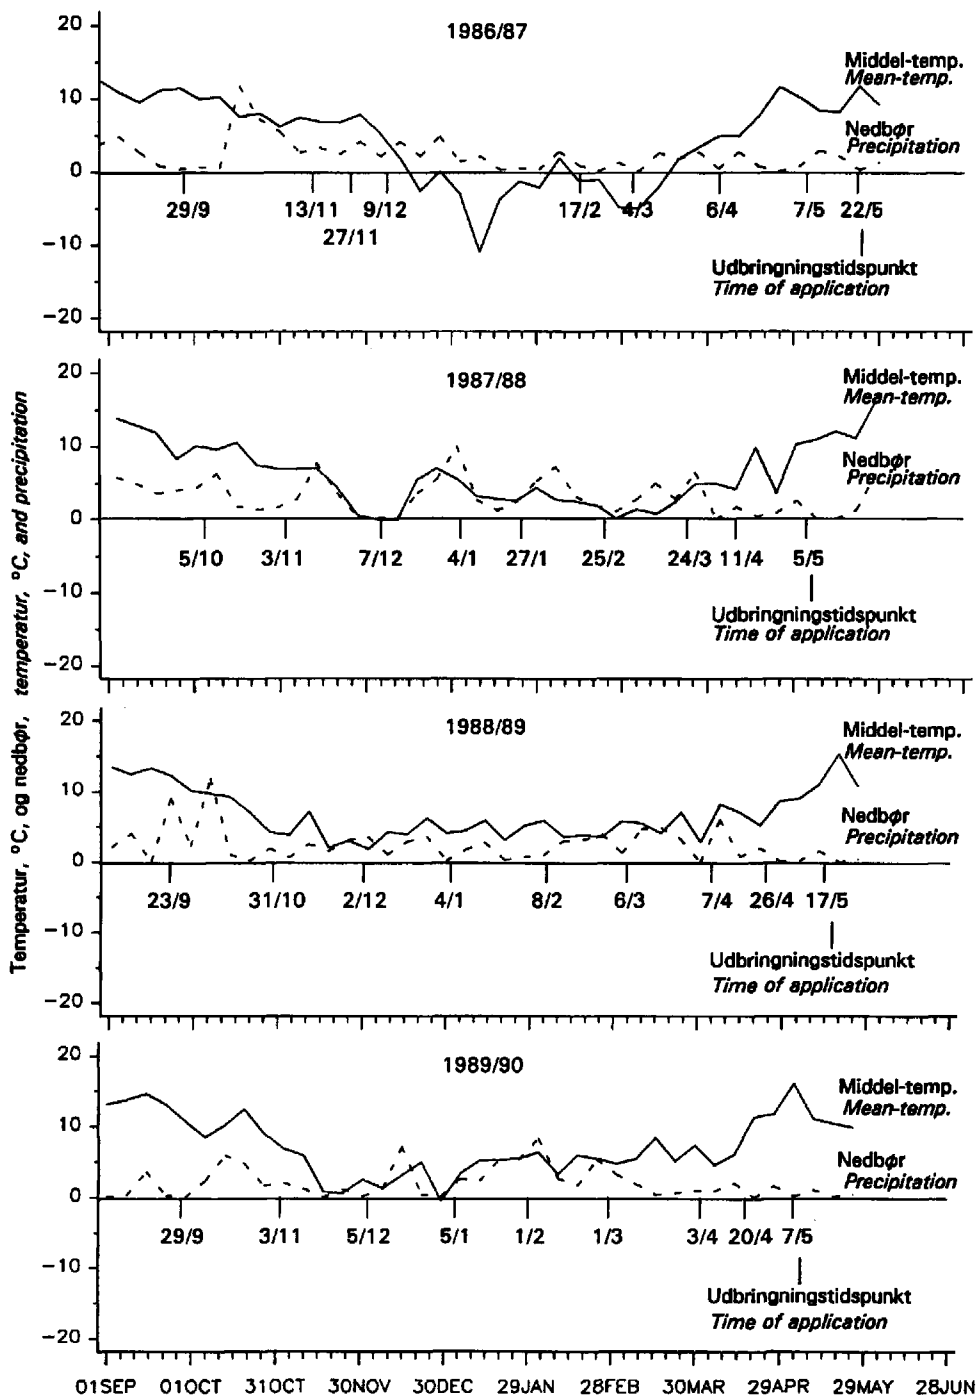 Temperatur, °C, og nedbør, temperatur, °C, and precipitation
1986/87
20
10
0
-10
-20
Middel-temp.
Mean-temp.
Nedbør
Precipitation
29/9 13/11 9/12 17/2 4/3 6/4 7/5 22/5
27/11
Udbringningstidspunkt
Time of application
1987/88
20
10
0
-10
-20
Middel-temp.
Mean-temp.
Nedbør
Precipitation
5/10 3/11 7/12 4/1 27/1 25/2 24/3 11/4 5/5
Udbringningstidspunkt
Time of application
1988/89
20
10
0
-10
-20
Middel-temp.
Mean-temp.
Nedbør
Precipitation
23/9 31/10 2/12 4/1 8/2 6/3 7/4 26/4 17/5
Udbringningstidspunkt
Time of application
1989/90
20
10
0
-10
-20
Middel-temp.
Mean-temp.
Nedbør
Precipitation
29/9 3/11 5/12 5/1 1/2 1/3 3/4 20/4 7/5
Udbringningstidspunkt
Time of application
01SEP 01OCT 31OCT 30NOV 30DEC 29JAN 28FEB 30MAR 29APR 29MAY 28JUN